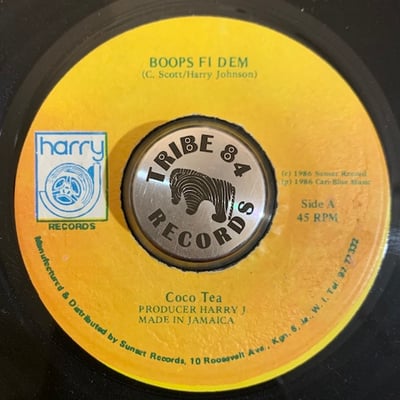 BOOPS FI DEM
(C. Scott/Harry Johnson)
harry
RECORDS
TRIBE 84
RECORDS
(c) 1986 Sunset Record
(p) 1986 Cari-Blue Music
Side A
45 RPM
Coco Tea
PRODUCER HARRY J
MADE IN JAMAICA
Manufactured & Distributed by Sunset Records, 10 Roosevelt Ave., Kgn. 6, Ja., W. I. Tel: 92-77332